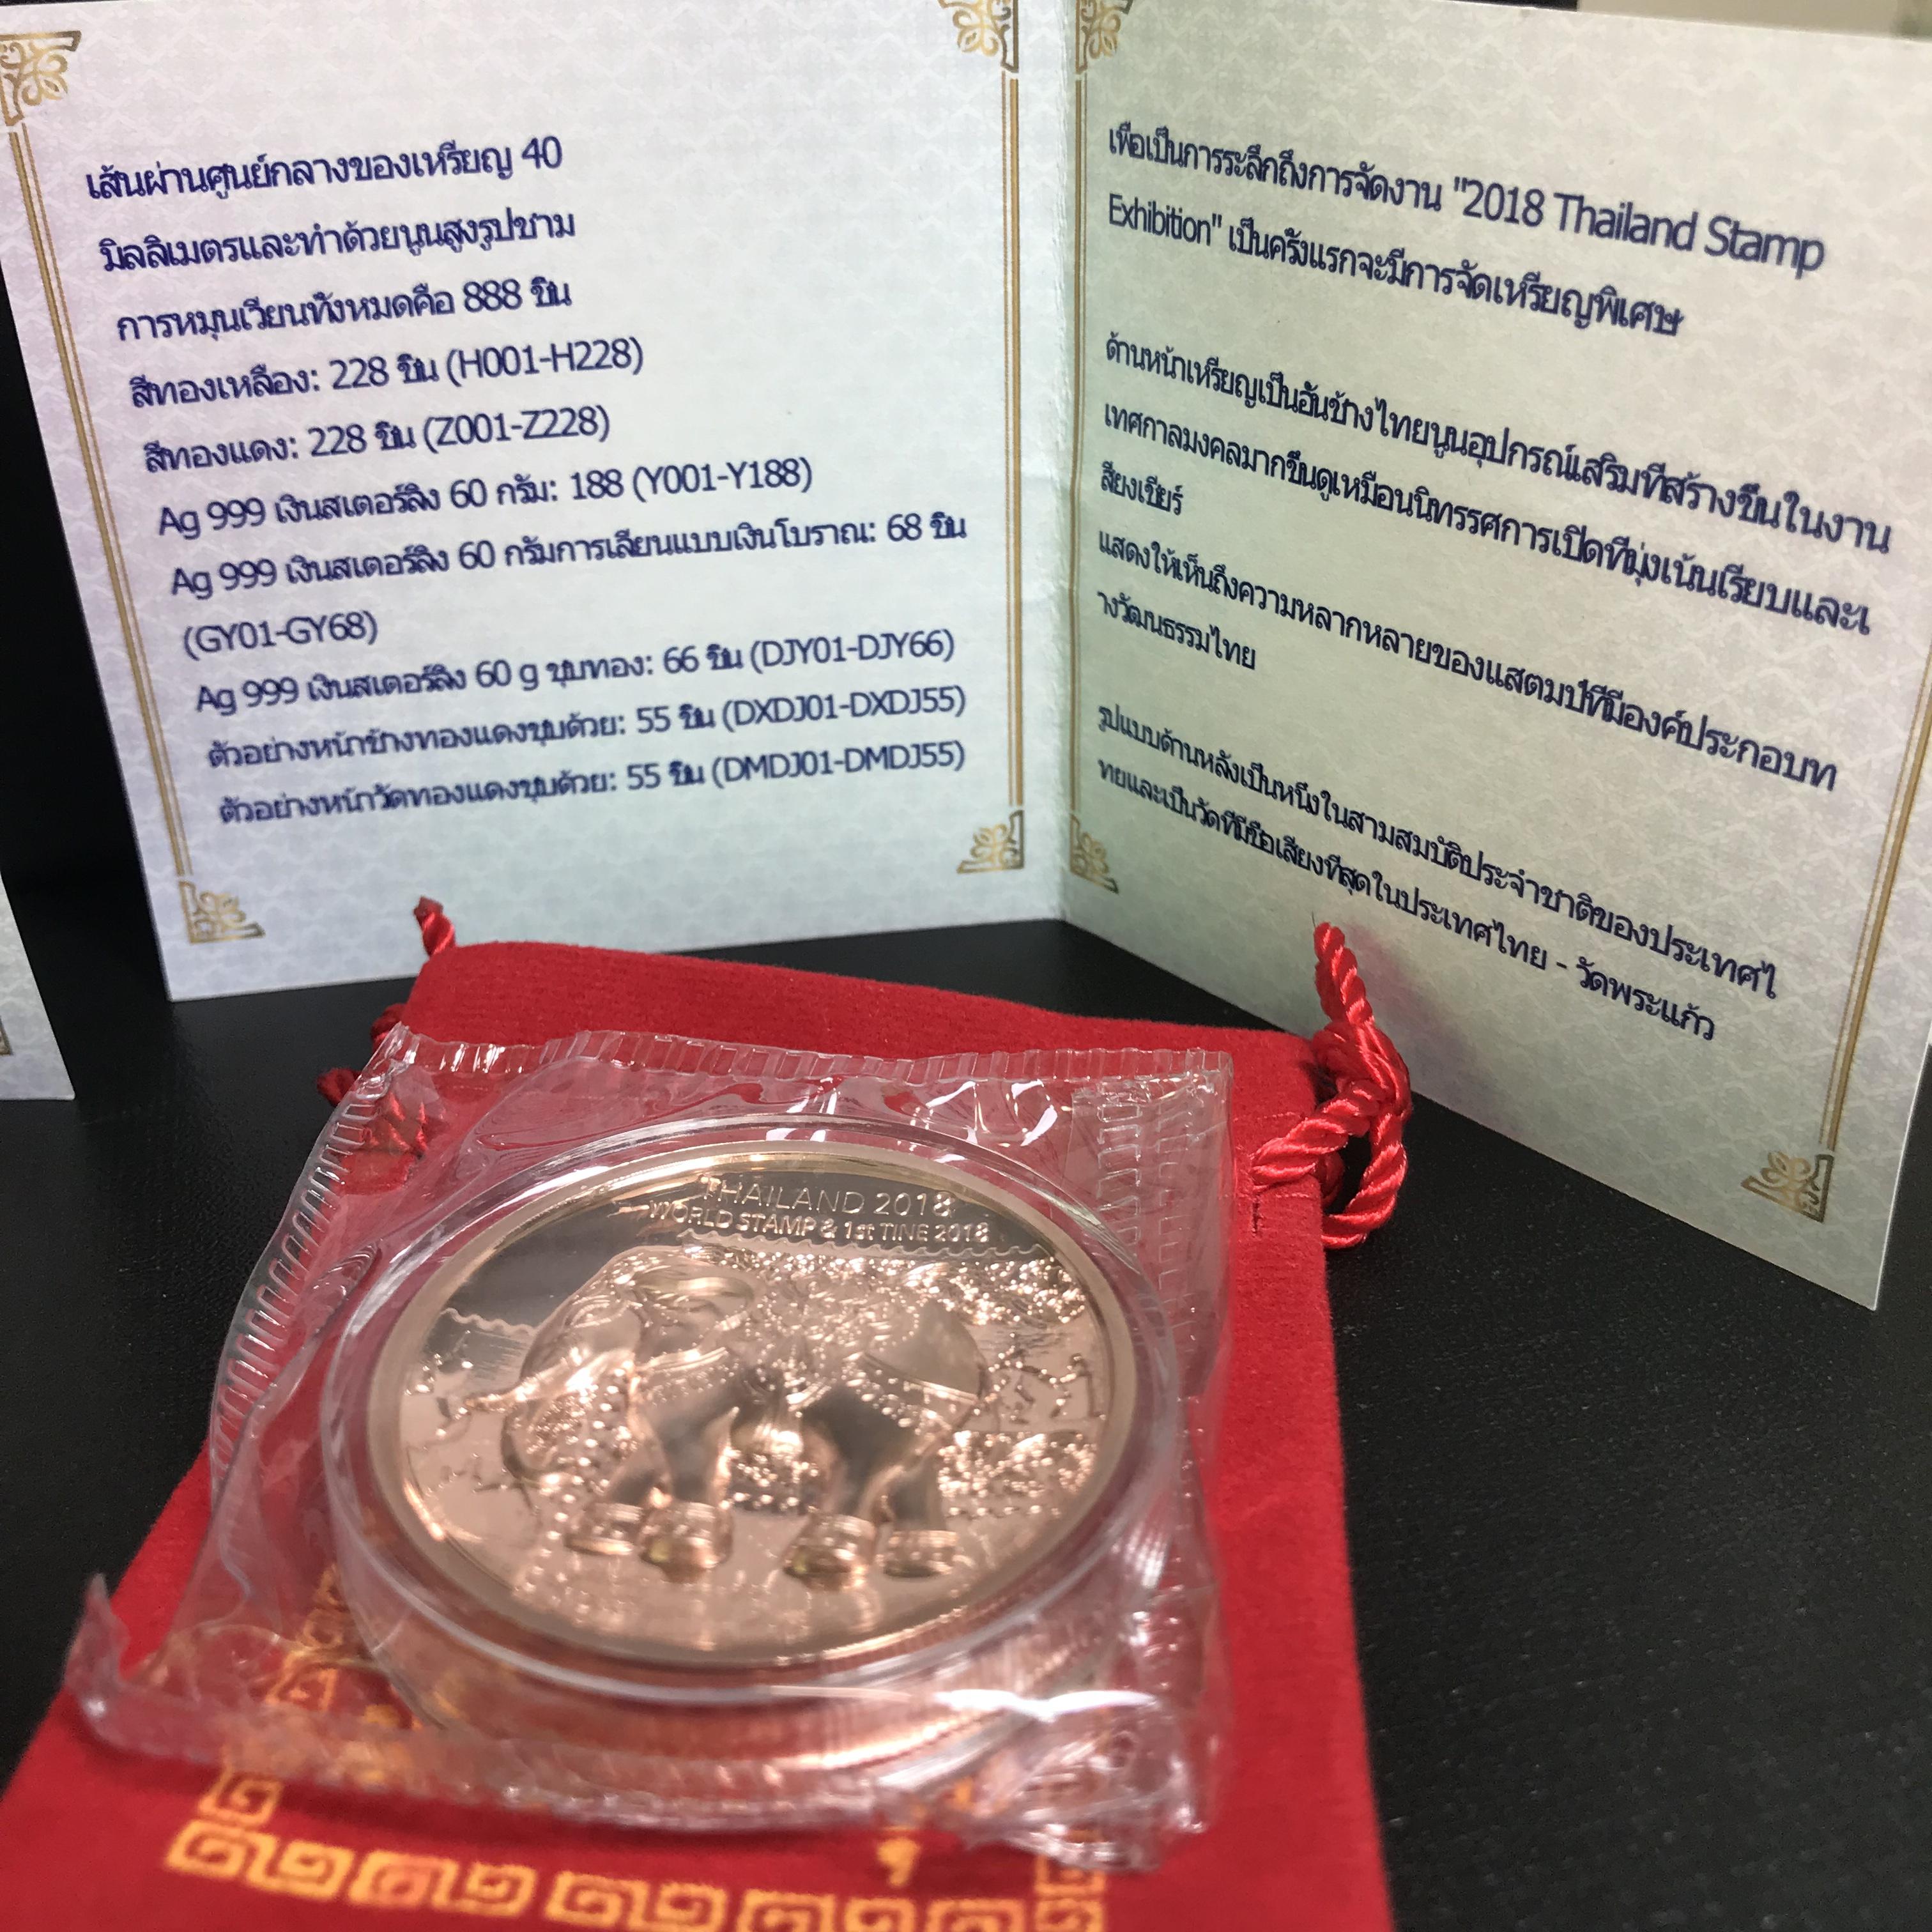 เส้นผ่านศูนย์กลางของเหรียญ 40
มิลลิเมตรและทำด้วยนูนสูงรูปชาม
การหมุนเวียนทั้งหมดคือ 888 ชิ้น
สีทองเหลือง: 228 ชิ้น (H001-H228)
สีทองแดง: 228 ชิ้น (Z001-Z228)
Ag 999 เงินสเตอร์ลิง 60 กรัม: 188 (Y001-Y188)
Ag 999 เงินสเตอร์ลิง 60 กรัมการเลียนแบบเงินโบราณ: 68 ชิ้น
(GY01-GY68)
Ag 999 เงินสเตอร์ลิง 60 g ชุบทอง: 66 ชิ้น (DJY01-DJY66)
ตัวอย่างหน้าช้างทองแดงชุบด้วย: 55 ชิ้น (DXDJ01-DXDJ55)
ตัวอย่างหน้าวัดทองแดงชุบด้วย: 55 ชิ้น (DMDJ01-DMDJ55)
เพื่อเป็นการระลึกถึงการจัดงาน "2018 Thailand Stamp
Exhibition" เป็นครั้งแรกจะมีการจัดเหรียญพิเศษ
ด้านหน้าเหรียญเป็นอันช้างไทยนูนอุปกรณ์เสริมที่สร้างขึ้นในงาน
เทศกาลมงคลมากขึ้นดูเหมือนนิทรรศการเปิดที่มุ่งเน้นเรียบและเ
สียงเชียร์
แสดงให้เห็นถึงความหลากหลายของแสตมป์ที่มีองค์ประกอบท
างวัฒนธรรมไทย
รูปแบบด้านหลังเป็นหนึ่งในสามสมบัติประจำชาติของประเทศไ
ทยและเป็นวัดที่มีชื่อเสียงที่สุดในประเทศไทย - วัดพระแก้ว
THAILAND 2018
WORLD STAMP & 1st TINE 2018